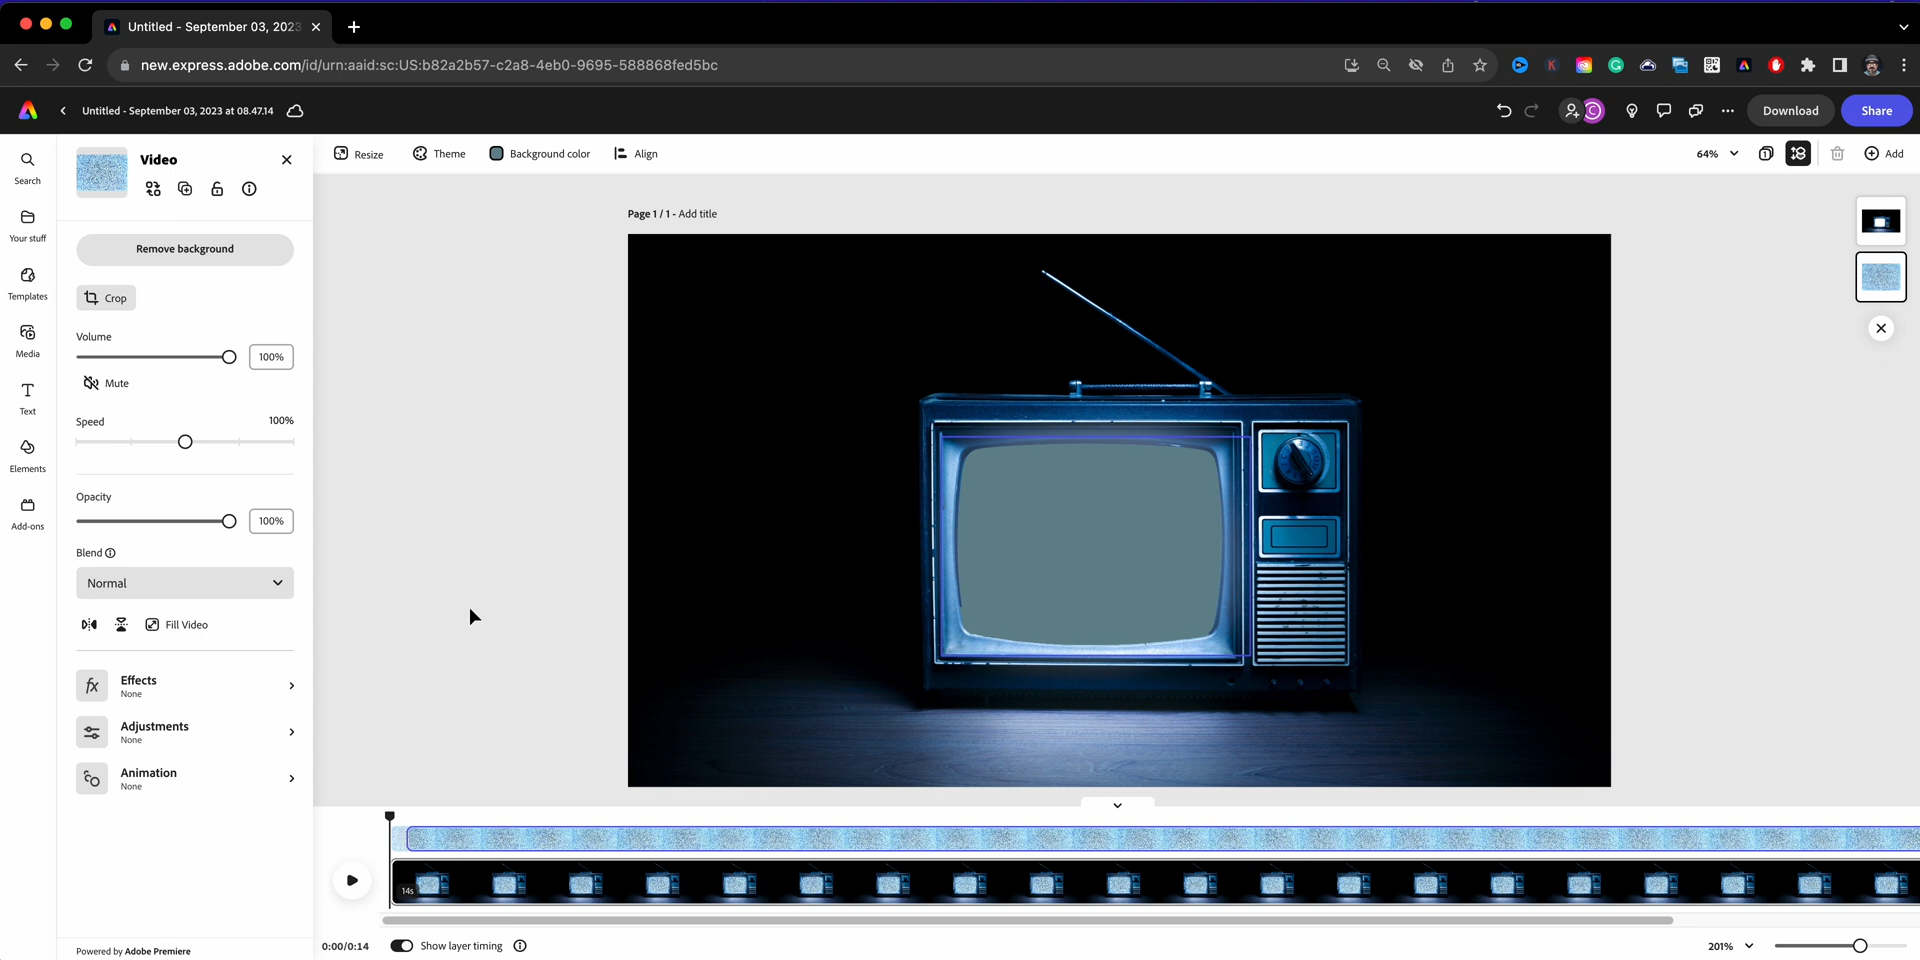 Untitled - September 03, 2023
new.express.adobe.com/id/urn:aaid:sc:US:b82a2b57-c2a8-4eb0-9695-588868fed5bc
Untitled - September 03, 2023 at 08.47.14
Download
Share
Search
Your stuff
Templates
Media
Text
Elements
Add-ons
Video
Remove background
Crop
Volume
100%
Mute
Speed
100%
Opacity
100%
Blend
Normal
Fill Video
Effects
None
Adjustments
None
Animation
None
Powered by Adobe Premiere
Resize
Theme
Background color
Align
64%
Add
Page 1 / 1 - Add title
14s
0:00/0:14
Show layer timing
201%